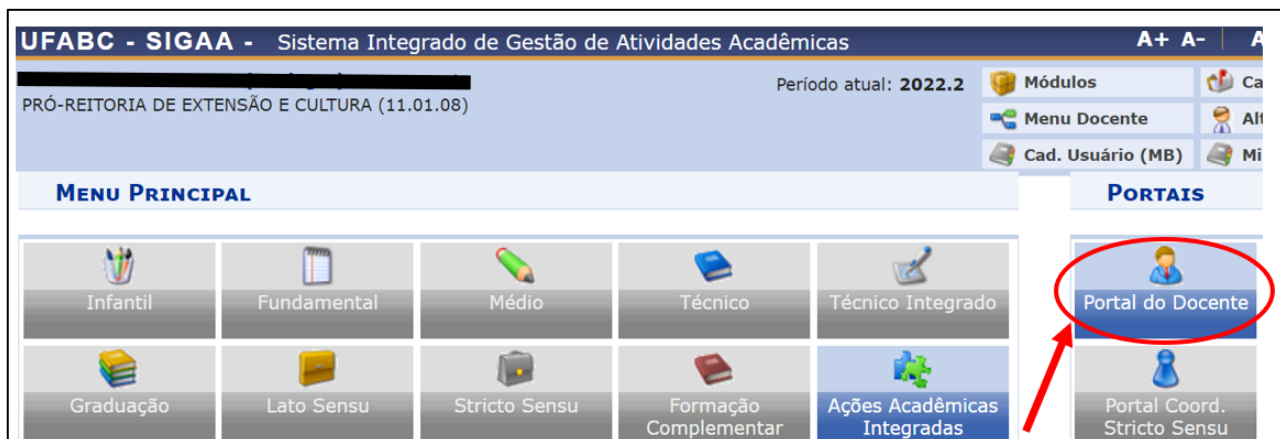 UFABC - SIGAA - Sistema Integrado de Gestão de Atividades Acadêmicas A+ A-
PRÓ-REITORIA DE EXTENSÃO E CULTURA (11.01.08)
Período atual: 2022.2
Módulos
Menu Docente
Cad. Usuário (MB)
MENU PRINCIPAL
PORTAIS
Infantil Fundamental Médio Técnico Técnico Integrado Portal do Docente
Graduação Lato Sensu Stricto Sensu Formação Complementar Ações Acadêmicas Integradas Portal Coord. Stricto Sensu